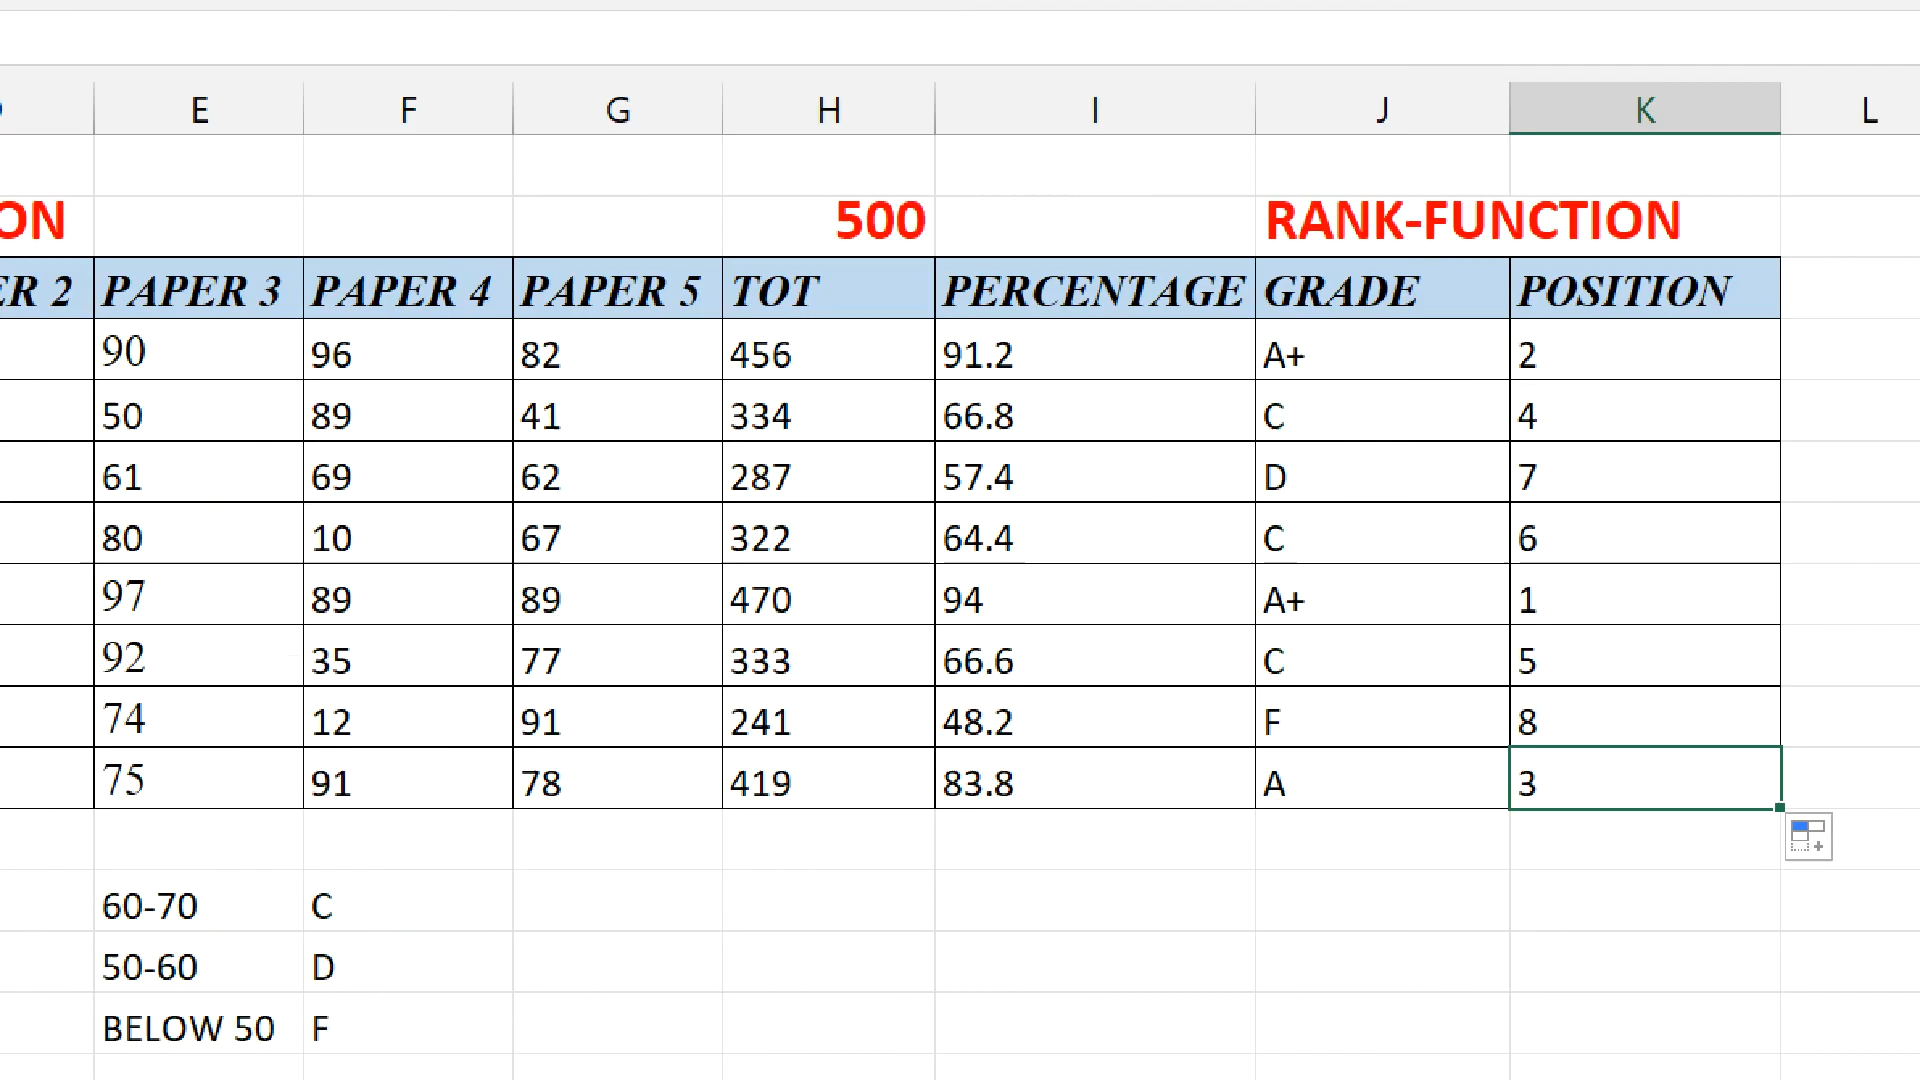 E F G H I J K L
ON 500 RANK-FUNCTION
ER 2 PAPER 3 PAPER 4 PAPER 5 TOT PERCENTAGE GRADE POSITION
90 96 82 456 91.2 A+ 2
50 89 41 334 66.8 C 4
61 69 62 287 57.4 D 7
80 10 67 322 64.4 C 6
97 89 89 470 94 A+ 1
92 35 77 333 66.6 C 5
74 12 91 241 48.2 F 8
75 91 78 419 83.8 A 3
60-70 C
50-60 D
BELOW 50 F